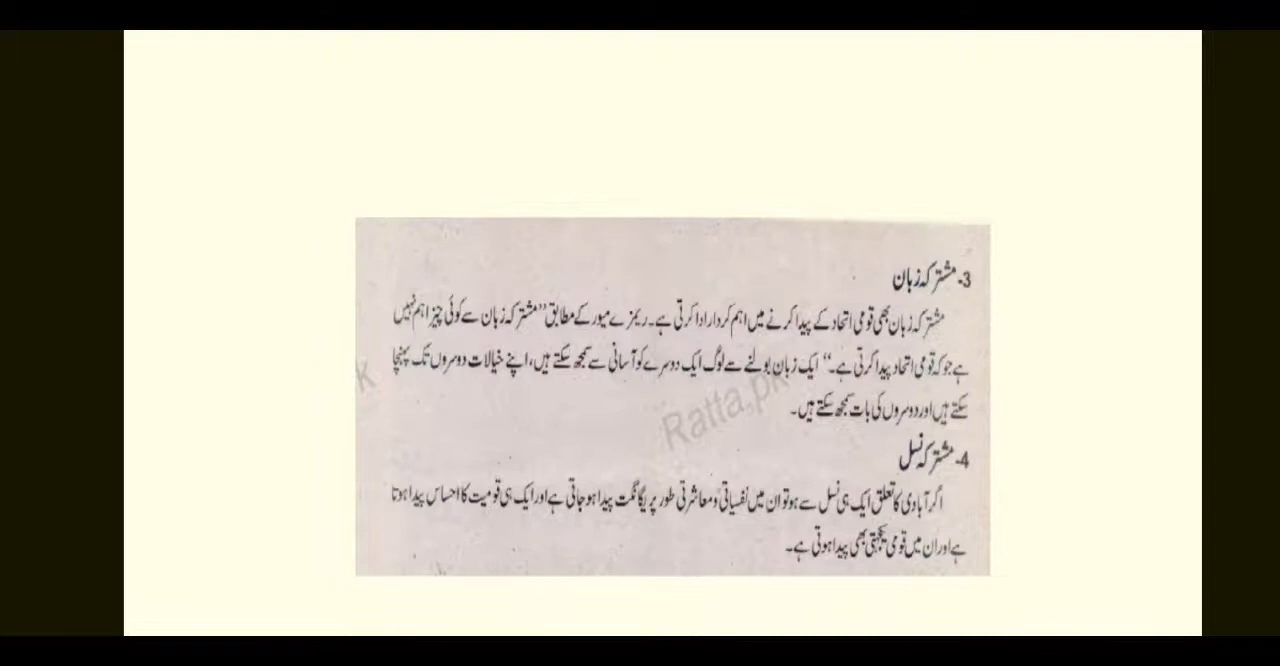 3- مشترکہ زبان
مشترکہ زبان بھی قومی اتحاد کے پیدا کرنے میں اہم کردار ادا کرتی ہے۔ ریمزے میور کے مطابق ”مشترکہ زبان سے کوئی چیز اہم نہیں
ہے جو کہ قومی اتحاد پیدا کرتی ہے۔“ ایک زبان بولنے سے لوگ ایک دوسرے کو آسانی سے سمجھ سکتے ہیں، اپنے خیالات دوسروں تک پہنچا
سکتے ہیں اور دوسروں کی بات سمجھ سکتے ہیں۔
4- مشترکہ نسل
اگر آبادی کا تعلق ایک ہی نسل سے ہو تو ان میں نفسیاتی و معاشرتی طور پر یگانگت پیدا ہو جاتی ہے اور ایک ہی قومیت کا احساس پیدا ہوتا
ہے اور ان میں قومی یکجہتی بھی پیدا ہوتی ہے۔
Ratta.pk
k